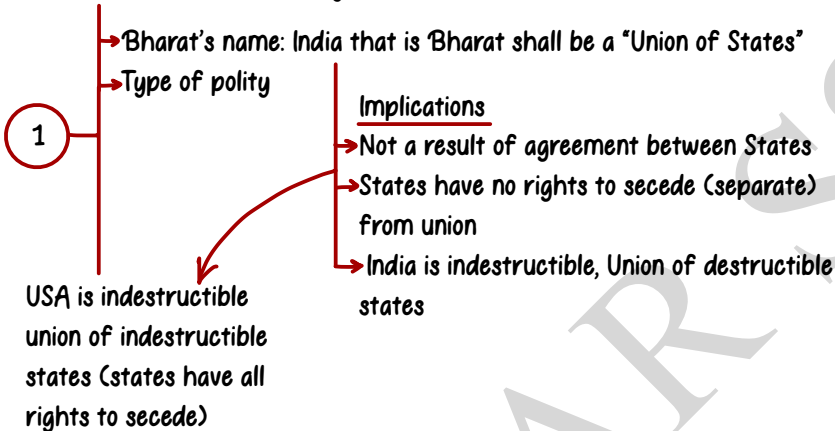 Bharat's name: India that is Bharat shall be a “Union of States”
Type of polity
1
Implications
Not a result of agreement between States
States have no rights to secede (separate)
from union
India is indestructible, Union of destructible
states
USA is indestructible
union of indestructible
states (states have all
rights to secede)